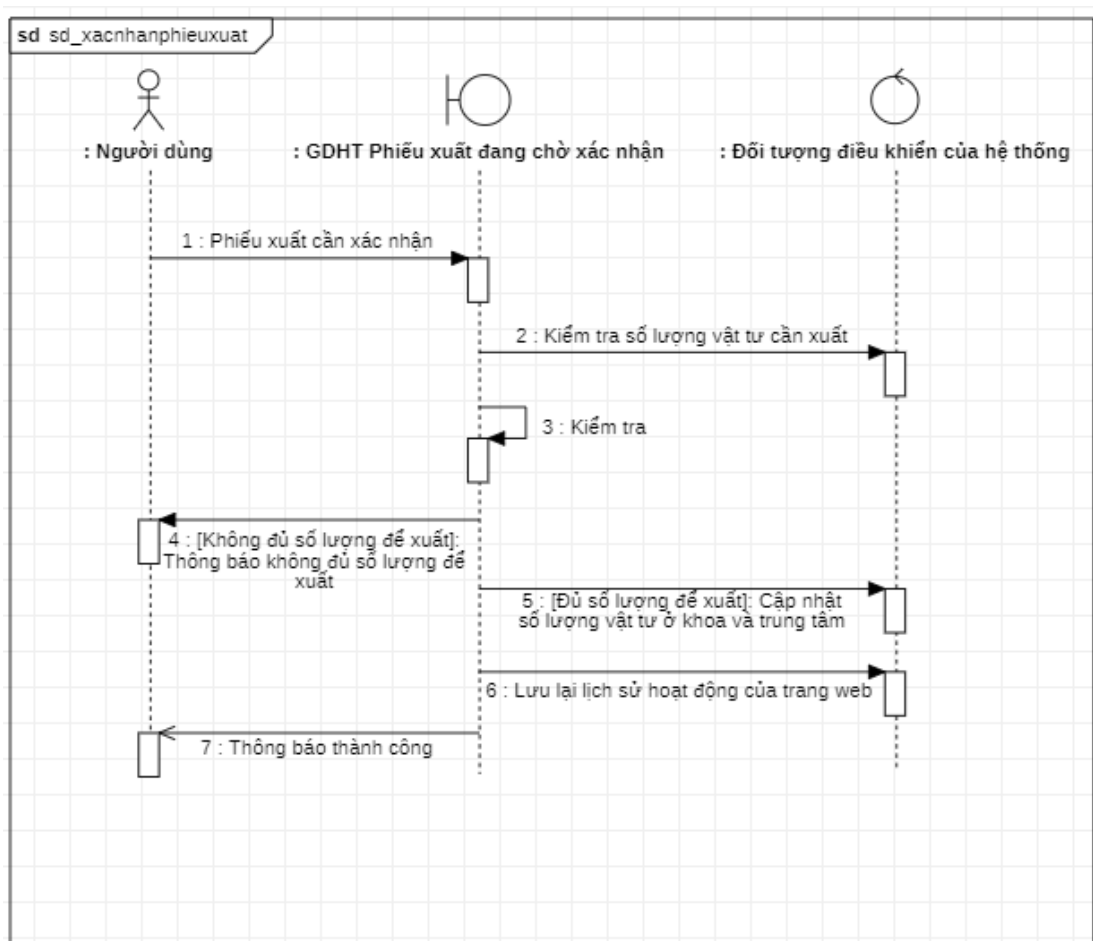 sd sd_xacnhanphieuxuat
: Người dùng
: GDHT Phiếu xuất đang chờ xác nhận
: Đối tượng điều khiển của hệ thống
1 : Phiếu xuất cần xác nhận
2 : Kiểm tra số lượng vật tư cần xuất
3 : Kiểm tra
4 : [Không đủ số lượng để xuất]:
Thông báo không đủ số lượng để
xuất
5 : [Đủ số lượng để xuất]: Cập nhật
số lượng vật tư ở khoa và trung tâm
6 : Lưu lại lịch sử hoạt động của trang web
7 : Thông báo thành công